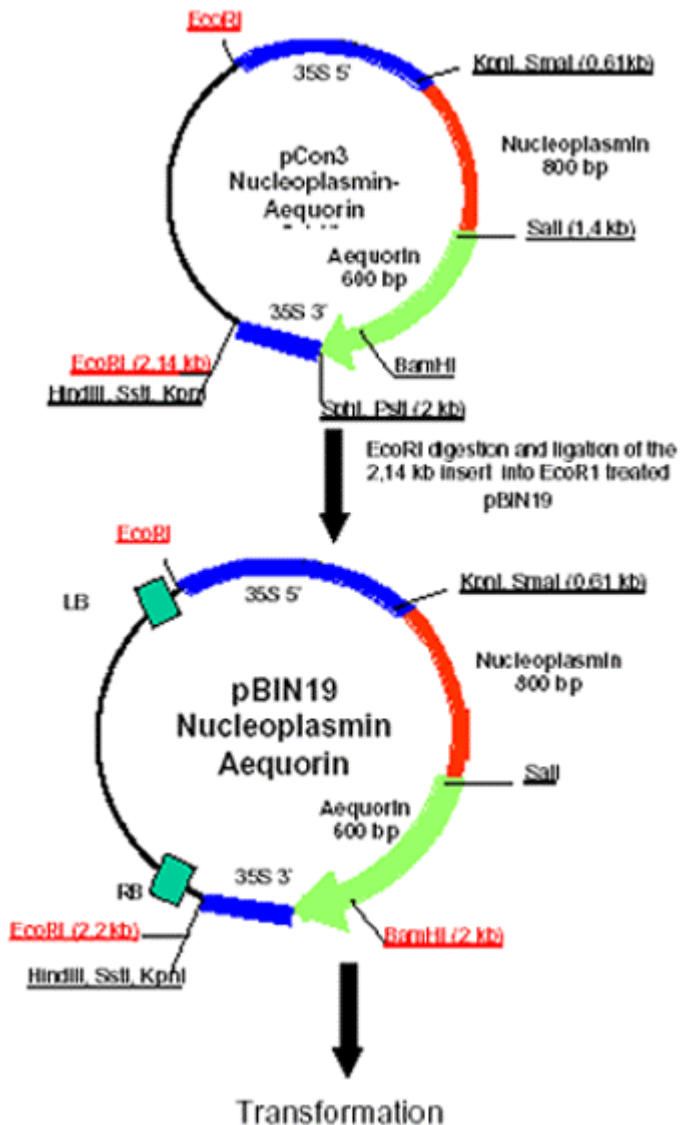 EcoRI
35S 5'
KpnI, SmaI (0,61kb)
pCon3
Nucleoplasmin-
Aequorin
Nucleoplasmin
800 bp
SalI (1,4 kb)
Aequorin
600 bp
35S 3'
EcoRI (2,14 kb)
HindIII, SstI, KpnI
BamHI
SphI, PstI (2 kb)
EcoRI digestion and ligation of the
2,14 kb insert into EcoR1 treated
pBIN19
EcoRI
LB
35S 5'
KpnI, SmaI (0,61 kb)
pBIN19
Nucleoplasmin
Aequorin
Nucleoplasmin
800 bp
SalI
Aequorin
600 bp
35S 3'
RB
EcoRI (2,2kb)
BamHI (2 kb)
HindIII, SstI, KpnI
Transformation